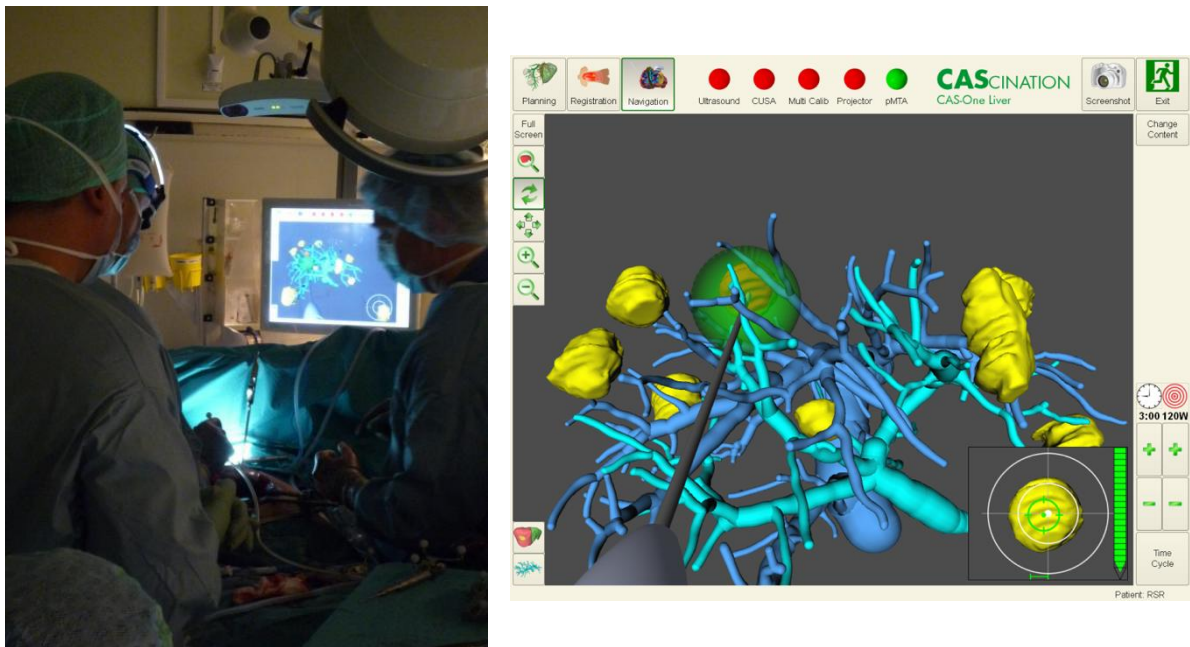 Planning
Registration
Navigation
Ultrasound
CUSA
Multi Calib
Projector
pMTA
CASCINATION
CAS-One Liver
Screenshot
Exit
Full
Screen
Change
Content
3:00 120W
Time
Cycle
Patient: RSR